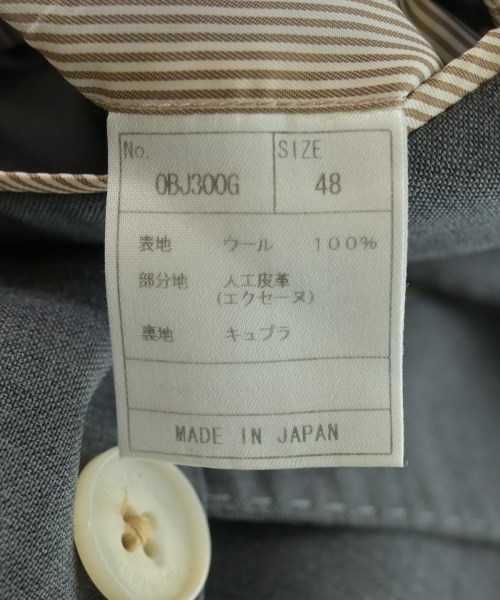 No. SIZE
OBJ300G 48
表地 ウール 100%
部分地 人工皮革
(エクセーヌ)
裏地 キュプラ
MADE IN JAPAN